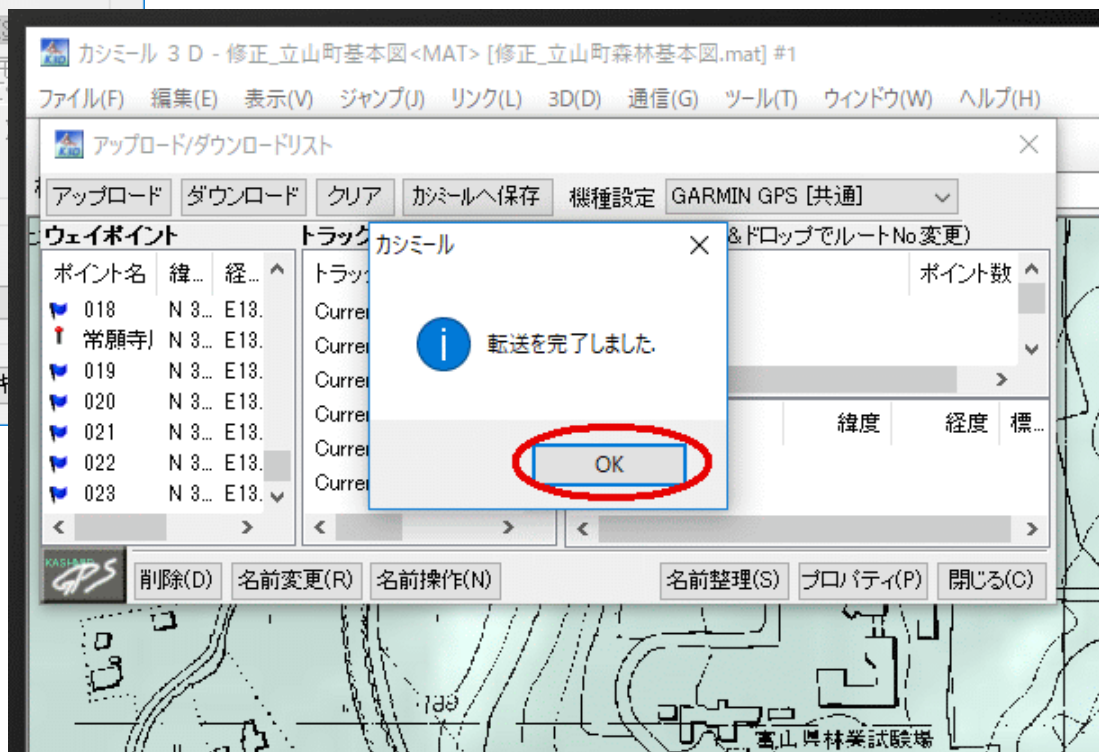 カシミール 3D - 修正_立山町基本図<MAT> [修正_立山町森林基本図.mat] #1
ファイル(F) 編集(E) 表示(V) ジャンプ(J) リンク(L) 3D(D) 通信(G) ツール(T) ウィンドウ(W) ヘルプ(H)
アップロード/ダウンロードリスト
アップロード ダウンロード クリア カシミールへ保存 機種設定 GARMIN GPS [共通]
ウェイポイント トラック &ドロップでルートNo変更)
ポイント名 緯... 経... トラッ ポイント数
018 N 3... E13. Curre
常願寺 N 3... E13.
019 N 3... E13. Curre
020 N 3... E13. Curre
021 N 3... E13. Curre
022 N 3... E13. Curre
023 N 3... E13. Curre
緯度 経度 標...
カシミール
転送を完了しました.
OK
KASHMIR GPS
削除(D) 名前変更(R) 名前操作(N) 名前整理(S) プロパティ(P) 閉じる(C)
富山県林業試験場